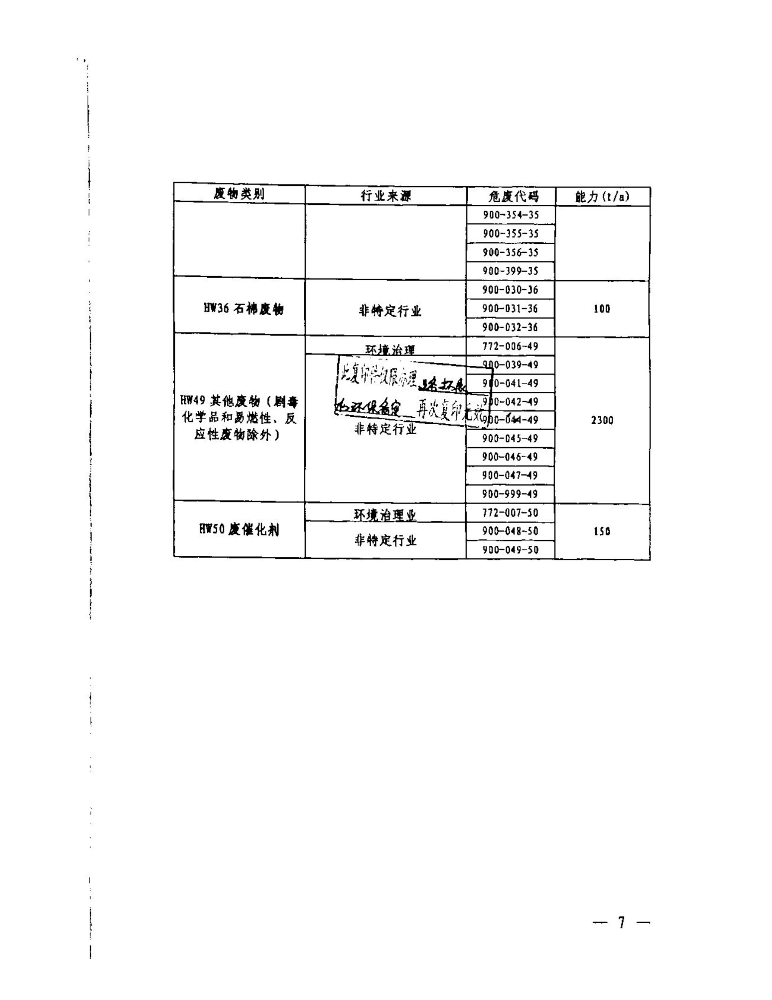 废物类别 行业来源 危废代码 能力(t/a)
900-354-35
900-355-35
900-356-35
900-399-35
HW36 石棉废物 非特定行业 100
900-030-36
900-031-36
900-032-36
环境治理 772-006-49
HW49 其他废物(剧毒
化学品和易燃性、反
应性废物除外)
此复印件仅限办理
再次复印无效
非特定行业
900-039-49
900-041-49
900-042-49
900-044-49
900-045-49
900-046-49
900-047-49
900-999-49
2300
HW50 废催化剂
环境治理业 772-007-50
非特定行业
900-048-50
900-049-50
150
— 7 —